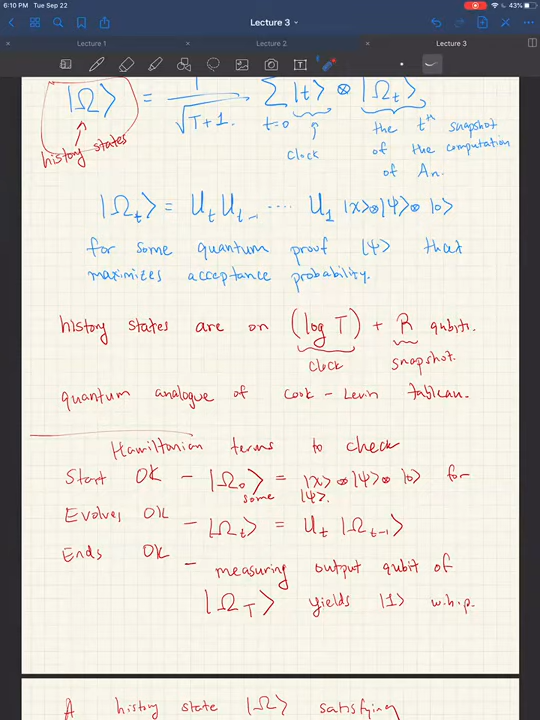 6:10 PM Tue Sep 22
43%
Lecture 3
Lecture 1 × Lecture 2 × Lecture 3
|Ω⟩ = 1/√T+1. ∑ t=0 |t⟩ ⊗ |Ω_t⟩
history states
clock
the t^th snapshot
of the computation
of An.
|Ω_t⟩ = U_t U_t-1 ···· U_1 |x⟩⊗|ψ⟩⊗|0⟩
for some quantum proof |ψ⟩ that
maximizes acceptance probability.
history states are on (log T) + R qubits.
clock snapshot.
quantum analogue of Cook-Levin tableau.
Hamiltonian terms to check
Start OK - |Ω_0⟩ = |x⟩⊗|ψ⟩⊗|0⟩ for
some |ψ⟩.
Evolves OK - |Ω_t⟩ = U_t |Ω_t-1⟩
Ends OK - measuring output qubit of
|Ω_T⟩ yields |1⟩ w.h.p.
A history state |Ω⟩ satisfying